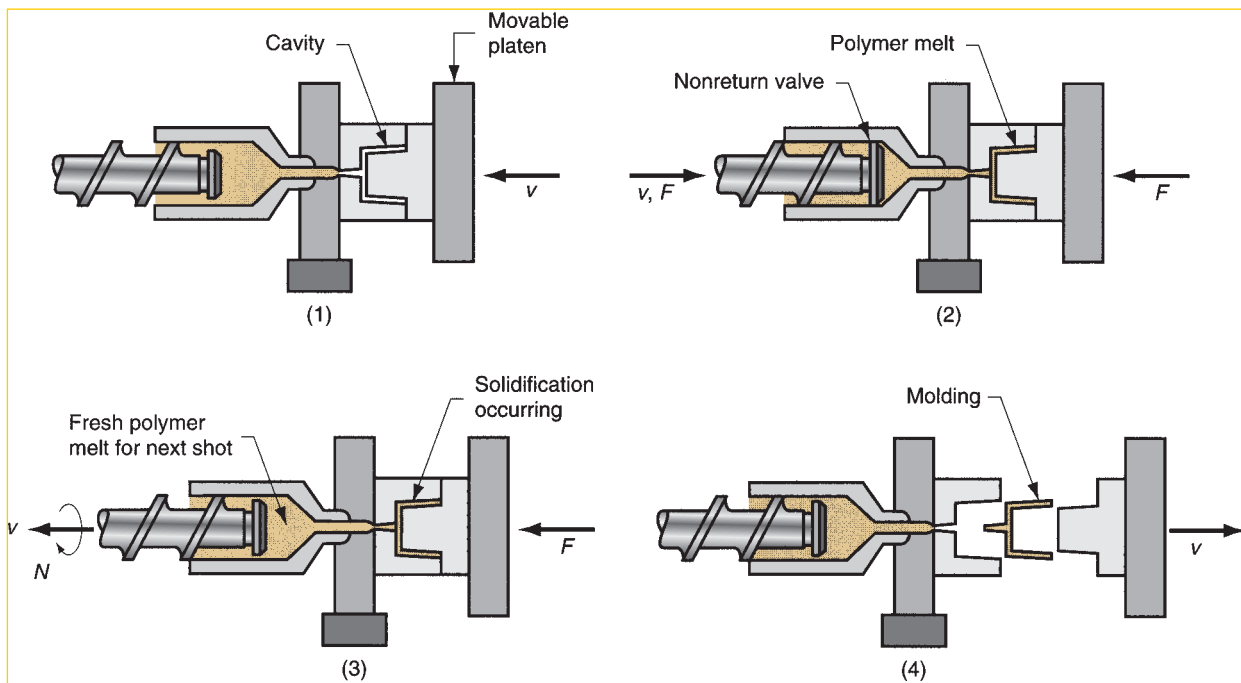 Movable
platen
Cavity
v
(1)
Polymer melt
Nonreturn valve
v, F
F
(2)
Solidification
occurring
Fresh polymer
melt for next shot
v
N
F
(3)
Molding
v
(4)